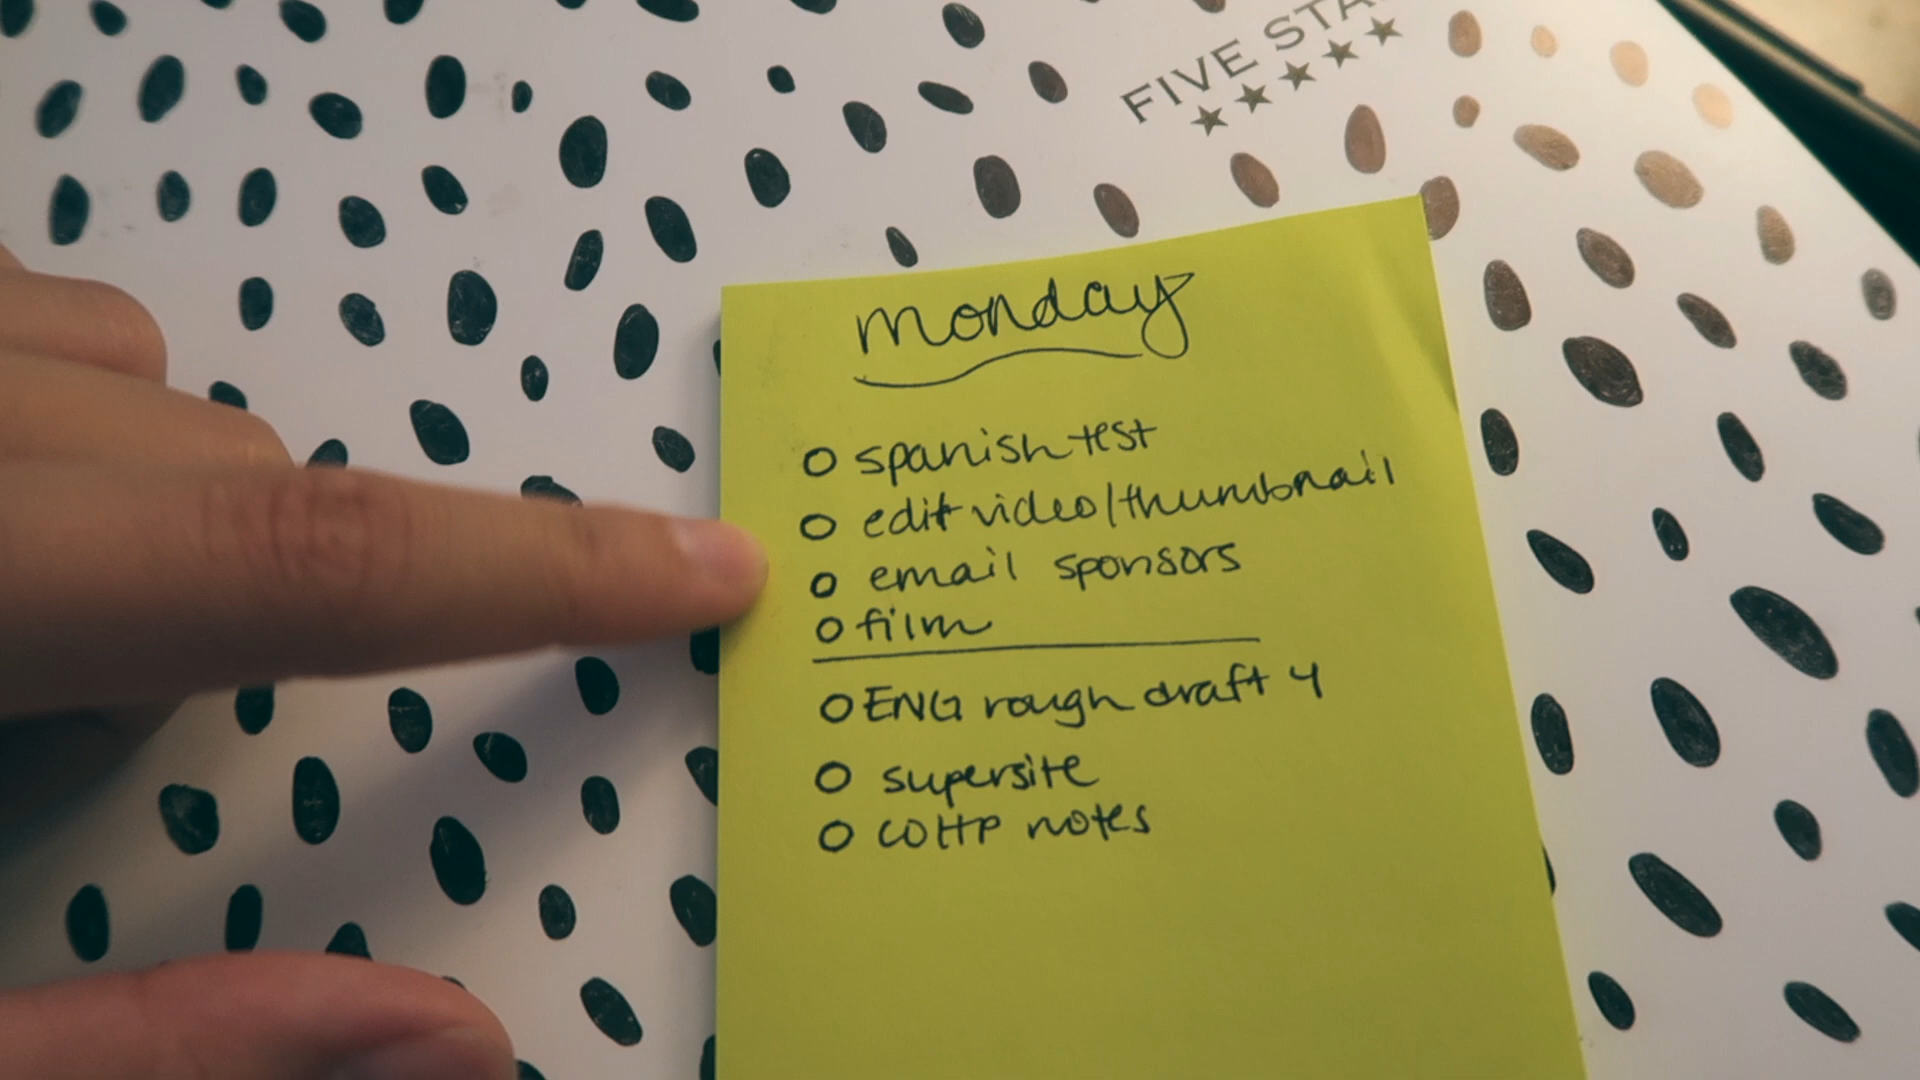 FIVE STA
monday
spanish test
edit video/thumbnail
email sponsors
film
ENG rough draft 4
supersite
COHP notes